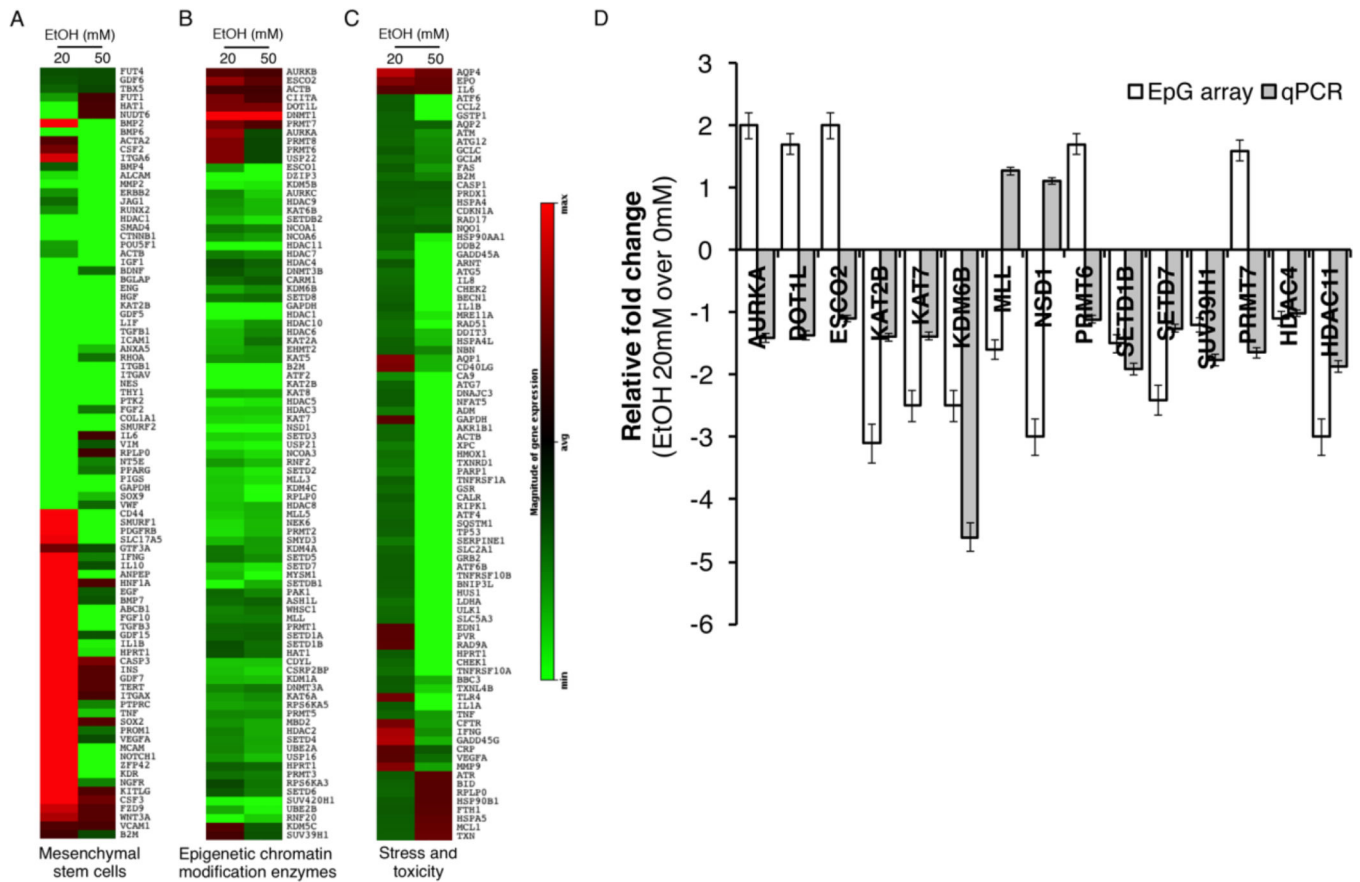 A
EtOH (mM)
20 50
FUT4
GDF6
TBX5
FUT1
HAT1
NUDT6
BMP2
BMP6
ACTA2
CSF2
ITGA6
BMP4
ALCAM
MMP2
ERBB2
JAG1
RUNX2
HDAC1
SMAD4
CTNNB1
POU5F1
ACTB
IGF1
BDNF
BGLAP
ENG
HGF
KAT2B
GDF5
LIF
TGFB1
ICAM1
ANXA5
RHOA
ITGB1
ITGAV
NES
THY1
PTK2
FGF2
COL1A1
SMURF2
IL6
VIM
RPLP0
NT5E
PPARG
PIGS
GAPDH
SOX9
VWF
CD44
SMURF1
PDGFRB
SLC17A5
GTF3A
IFNG
IL10
ANPEP
HNF1A
EGF
BMP7
ABCB1
FGF10
TGFB3
GDF15
IL1B
HPRT1
CASP3
INS
GDF7
TERT
ITGAX
PTPRC
TNF
SOX2
PROM1
VEGFA
MCAM
NOTCH1
ZFP42
KDR
NGFR
KITLG
CSF3
FZD9
WNT3A
VCAM1
B2M
Mesenchymal
stem cells
B
EtOH (mM)
20 50
AURKB
ESCO2
ACTB
CIITA
DOT1L
DNMT1
PRMT7
AURKA
PRMT8
PRMT6
USP22
ESCO1
DZIP3
KDM5B
AURKC
HDAC9
KAT6B
SETDB2
NCOA1
NCOA6
HDAC11
HDAC7
HDAC4
DNMT3B
CARM1
KDM6B
SETD8
GAPDH
HDAC1
HDAC10
HDAC6
KAT2A
EHMT2
KAT5
B2M
ATF2
KAT2B
KAT8
HDAC5
HDAC3
KAT7
NSD1
SETD3
USP21
NCOA3
RNF2
SETD2
MLL3
KDM4C
RPLP0
HDAC8
MLL5
NEK6
PRMT2
SMYD3
KDM4A
SETD5
SETD7
MYSM1
SETDB1
PAK1
ASH1L
WHSC1
MLL
PRMT1
SETD1A
SETD1B
HAT1
CDYL
CSRP2BP
KDM1A
DNMT3A
KAT6A
RPS6KA5
PRMT5
MBD2
HDAC2
SETD4
UBE2A
USP16
HPRT1
PRMT3
RPS6KA3
SETD6
SUV420H1
UBE2B
RNF20
KDM5C
SUV39H1
Epigenetic chromatin
modification enzymes
C
EtOH (mM)
20 50
AQP4
EPO
IL6
ATF6
CCL2
GSTP1
AQP2
ATM
ATG12
GCLC
GCLM
FAS
B2M
CASP1
PRDX1
HSPA4
CDKN1A
RAD17
NQO1
HSP90AA1
DDB2
GADD45A
ARNT
ATG5
IL8
CHEK2
BECN1
IL1B
MRE11A
RAD51
DDIT3
HSPA4L
NBN
AQP1
CD40LG
CA9
ATG7
DNAJC3
NFAT5
ADM
GAPDH
AKR1B1
ACTB
XPC
HMOX1
TXNRD1
PARP1
TNFRSF1A
GSR
CALR
RIPK1
ATF4
SQSTM1
TP53
SERPINE1
SLC2A1
GRB2
ATF6B
TNFRSF10B
BNIP3L
HUS1
LDHA
ULK1
SLC5A3
EDN1
PVR
RAD9A
HPRT1
CHEK1
TNFRSF10A
BBC3
TXNL4B
TLR4
IL1A
TNF
CFTR
IFNG
GADD45G
CRP
VEGFA
MMP9
ATR
BID
RPLP0
HSP90B1
FTH1
HSPA5
MCL1
TXN
Stress and
toxicity
Magnitude of gene expression
max
avg
min
D
Relative fold change
(EtOH 20mM over 0mM)
3
2
1
0
-1
-2
-3
-4
-5
-6
EpG array qPCR
AURKA
DOT1L
ESCO2
KAT2B
KAT7
KDM6B
MLL
NSD1
PRMT6
SETD1B
SETD7
SUV39H1
PRMT7
HDAC4
HDAC11